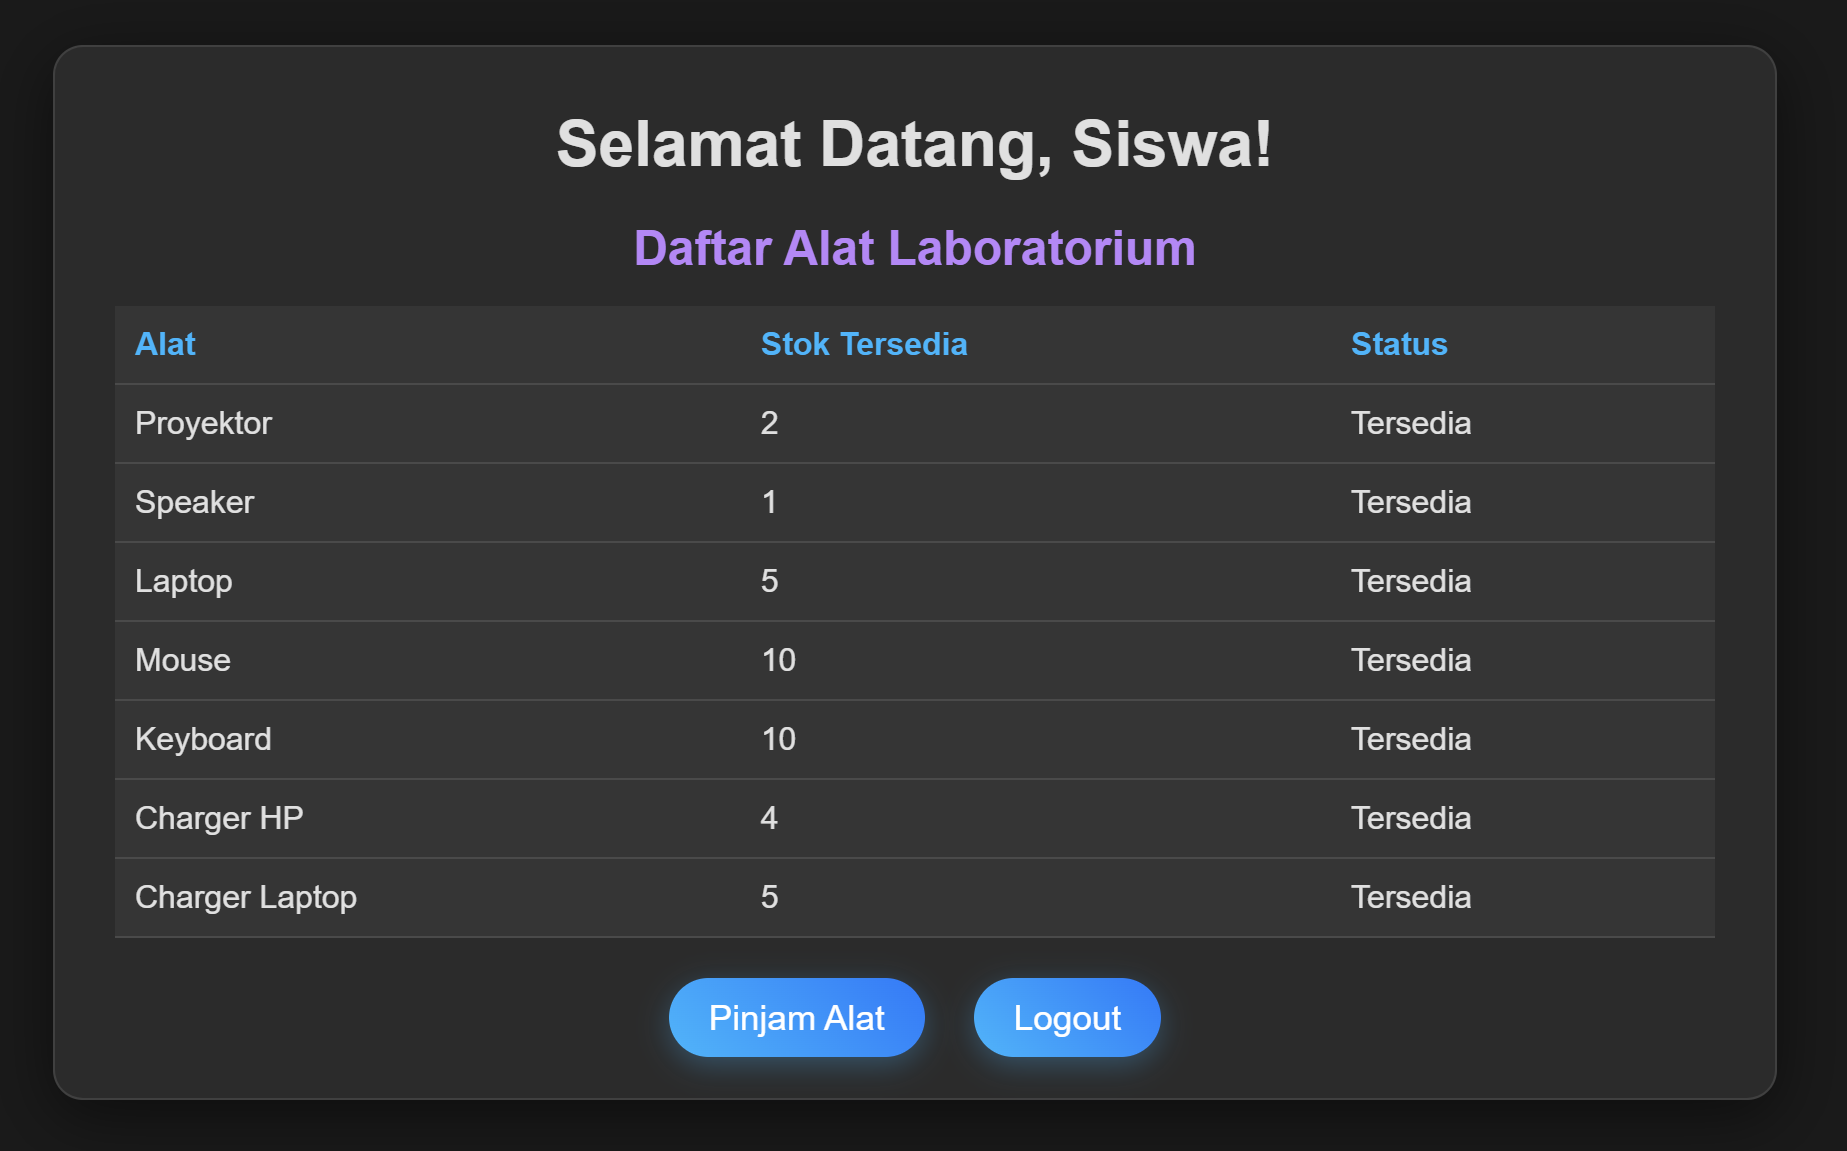 Selamat Datang, Siswa!
Daftar Alat Laboratorium
Alat Stok Tersedia Status
Proyektor 2 Tersedia
Speaker 1 Tersedia
Laptop 5 Tersedia
Mouse 10 Tersedia
Keyboard 10 Tersedia
Charger HP 4 Tersedia
Charger Laptop 5 Tersedia
Pinjam Alat Logout